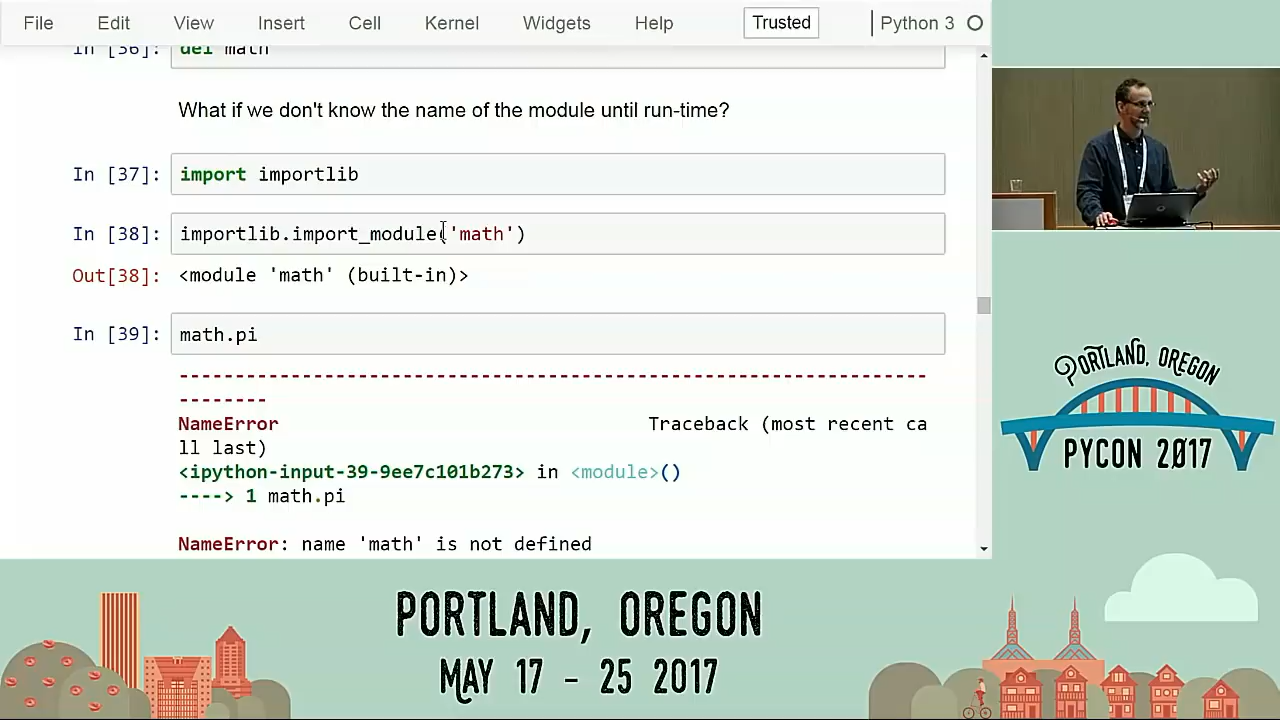 File Edit View Insert Cell Kernel Widgets Help Trusted Python 3
In [36]: del math
What if we don't know the name of the module until run-time?
In [37]: import importlib
In [38]: importlib.import_module('math')
Out[38]: <module 'math' (built-in)>
In [39]: math.pi
---------------------------------------------------------------------------
NameError Traceback (most recent ca
ll last)
<ipython-input-39-9ee7c101b273> in <module>()
----> 1 math.pi
NameError: name 'math' is not defined
PORTLAND, OREGON
PYCON 2017
PORTLAND, OREGON
MAY 17 - 25 2017